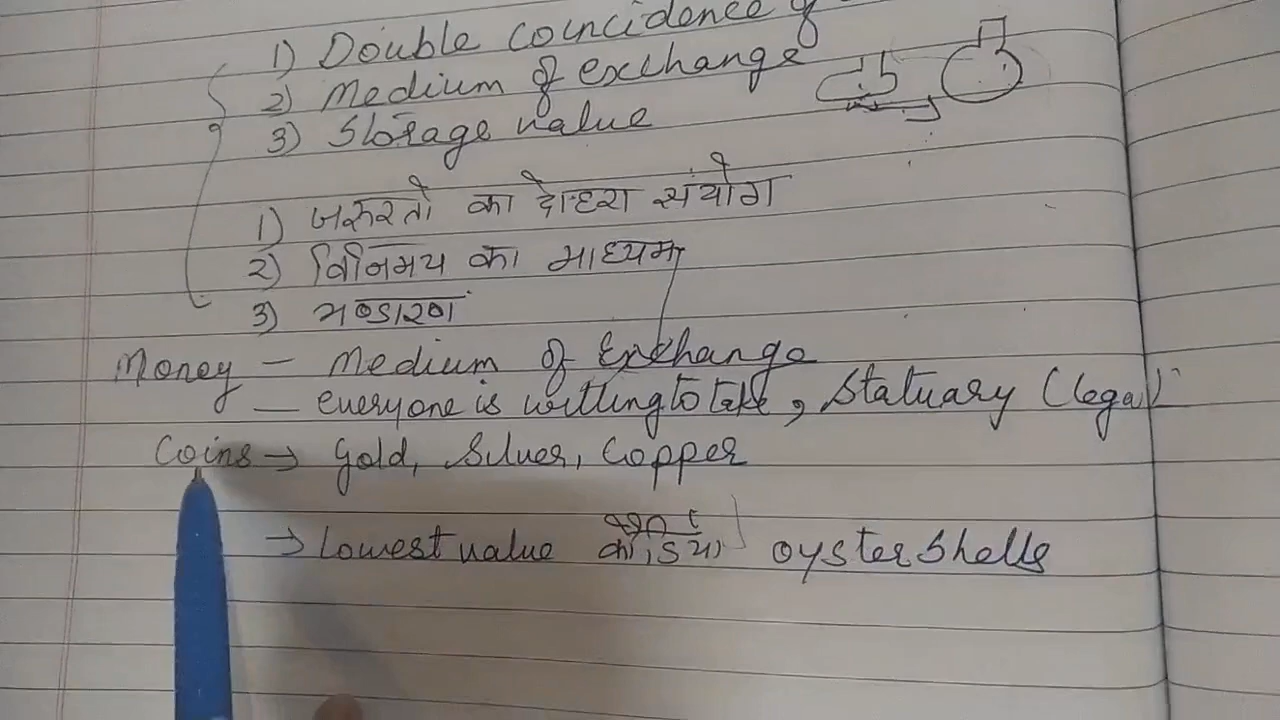 1) Double coincidence of
2) Medium of exchange
3) Storage value
1) जरूरतो का दोहरा संयोग
2) विनिमय का माध्यम
3) भण्डारण
Money - Medium of Exchange
- everyone is willing to take, Statuary (legal)
Coins → Gold, Silver, Copper
→ lowest value oyster shells